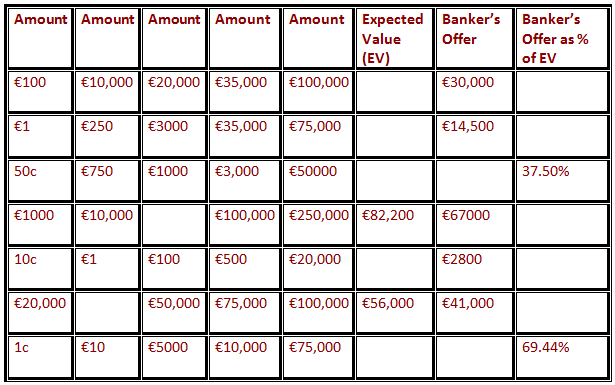 Amount Amount Amount Amount Amount Expected Value (EV) Banker's Offer Banker's Offer as % of EV
€100 €10,000 €20,000 €35,000 €100,000 €30,000
€1 €250 €3000 €35,000 €75,000 €14,500
50c €750 €1000 €3,000 €50000 37.50%
€1000 €10,000 €100,000 €250,000 €82,200 €67000
10c €1 €100 €500 €20,000 €2800
€20,000 €50,000 €75,000 €100,000 €56,000 €41,000
1c €10 €5000 €10,000 €75,000 69.44%